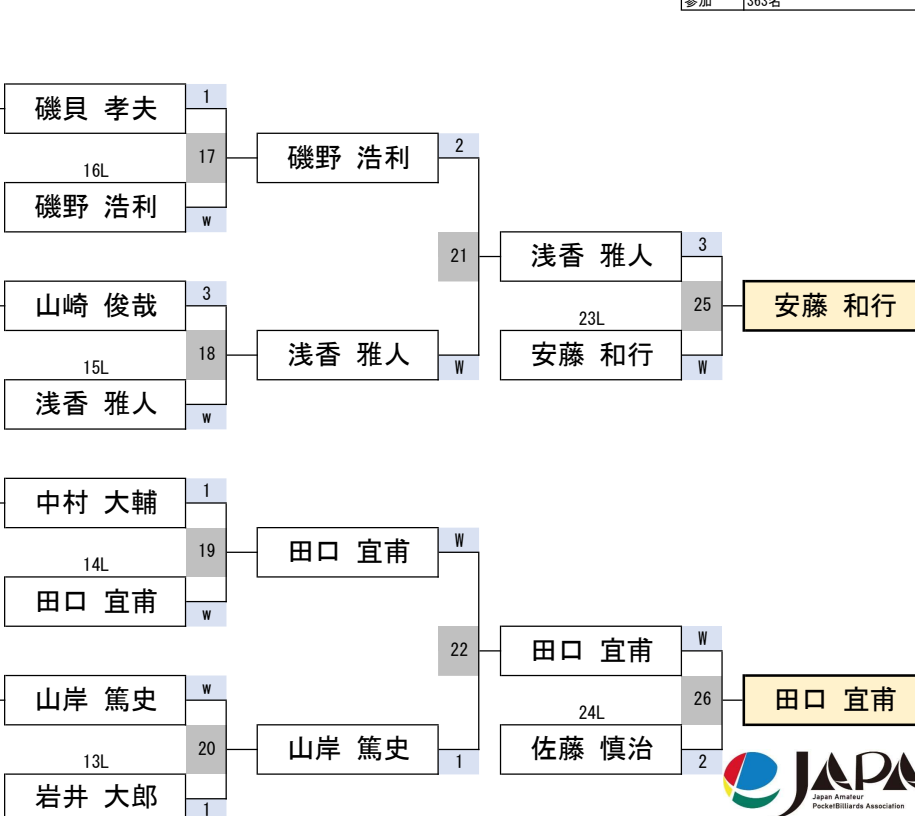 参加 363名
磯貝 孝夫 1
17
16L
磯野 浩利 w
磯野 浩利 2
山崎 俊哉 3
18
15L
浅香 雅人 w
浅香 雅人 W
21
浅香 雅人 3
23L
安藤 和行 W
25
安藤 和行
中村 大輔 1
19
14L
田口 宜甫 w
田口 宜甫 W
山岸 篤史 w
20
13L
岩井 大郎 1
山岸 篤史 1
22
田口 宜甫 W
24L
佐藤 慎治 2
26
田口 宜甫
JAPA
Japan Amateur
PocketBilliards Association